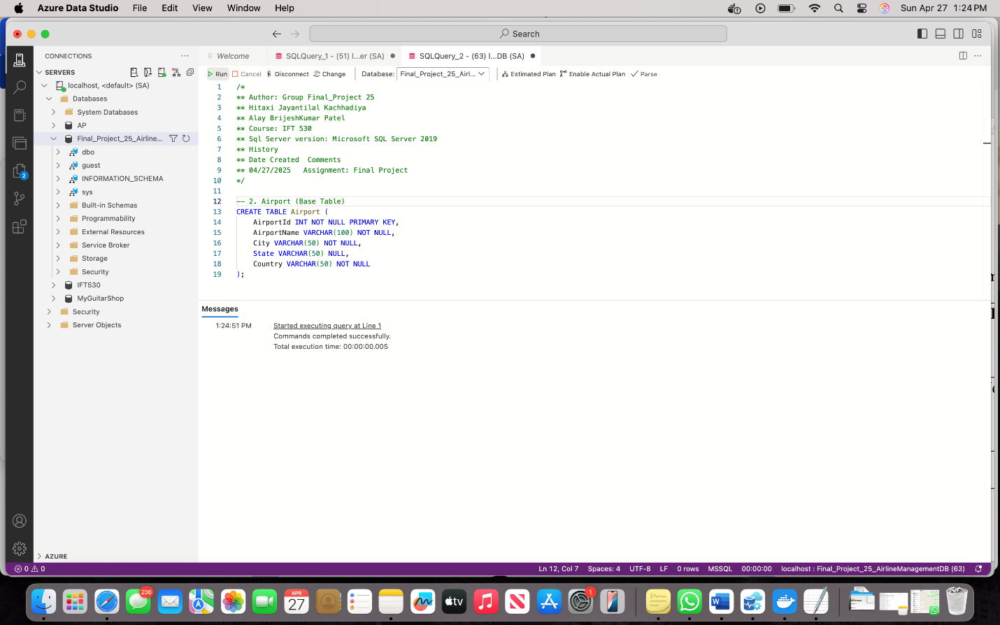 Azure Data Studio File Edit View Window Help Sun Apr 27 1:24 PM
Search
CONNECTIONS
Welcome SQLQuery_1 - (51) l...er (SA) SQLQuery_2 - (63) l...DB (SA)
SERVERS
Run Cancel Disconnect Change Database: Final_Project_25_Airl... Estimated Plan Enable Actual Plan Parse
localhost, <default> (SA)
Databases
System Databases
AP
Final_Project_25_Airline...
dbo
guest
INFORMATION_SCHEMA
sys
Built-in Schemas
Programmability
External Resources
Service Broker
Storage
Security
IFT530
MyGuitarShop
Security
Server Objects
AZURE
2
1 /*
2 ** Author: Group Final_Project 25
3 ** Hitaxi Jayantilal Kachhadiya
4 ** Alay BrijeshKumar Patel
5 ** Course: IFT 530
6 ** Sql Server version: Microsoft SQL Server 2019
7 ** History
8 ** Date Created  Comments
9 ** 04/27/2025   Assignment: Final Project
10 */
11
12 -- 2. Airport (Base Table)
13 CREATE TABLE Airport (
14     AirportId INT NOT NULL PRIMARY KEY,
15     AirportName VARCHAR(100) NOT NULL,
16     City VARCHAR(50) NOT NULL,
17     State VARCHAR(50) NULL,
18     Country VARCHAR(50) NOT NULL
19 );
Messages
1:24:51 PM Started executing query at Line 1
Commands completed successfully.
Total execution time: 00:00:00.005
0 0 Ln 12, Col 7 Spaces: 4 UTF-8 LF 0 rows MSSQL 00:00:00 localhost : Final_Project_25_AirlineManagementDB (63)
236
APR
27
tv
1
W